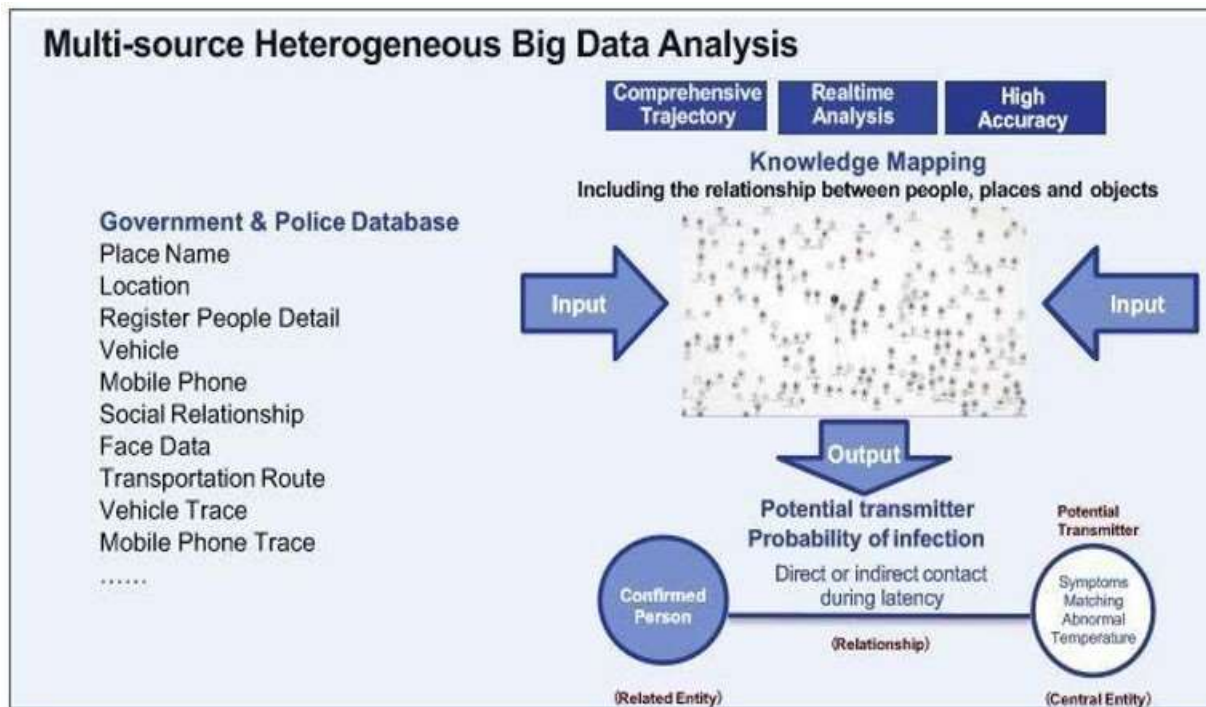 Multi-source Heterogeneous Big Data Analysis
Comprehensive
Trajectory
Realtime
Analysis
High
Accuracy
Knowledge Mapping
Including the relationship between people, places and objects
Government & Police Database
Place Name
Location
Register People Detail
Vehicle
Mobile Phone
Social Relationship
Face Data
Transportation Route
Vehicle Trace
Mobile Phone Trace
......
Input
Input
Output
Potential transmitter
Probability of infection
Direct or indirect contact
during latency
(Relationship)
Confirmed
Person
(Related Entity)
Potential
Transmitter
Symptoms
Matching
Abnormal
Temperature
(Central Entity)